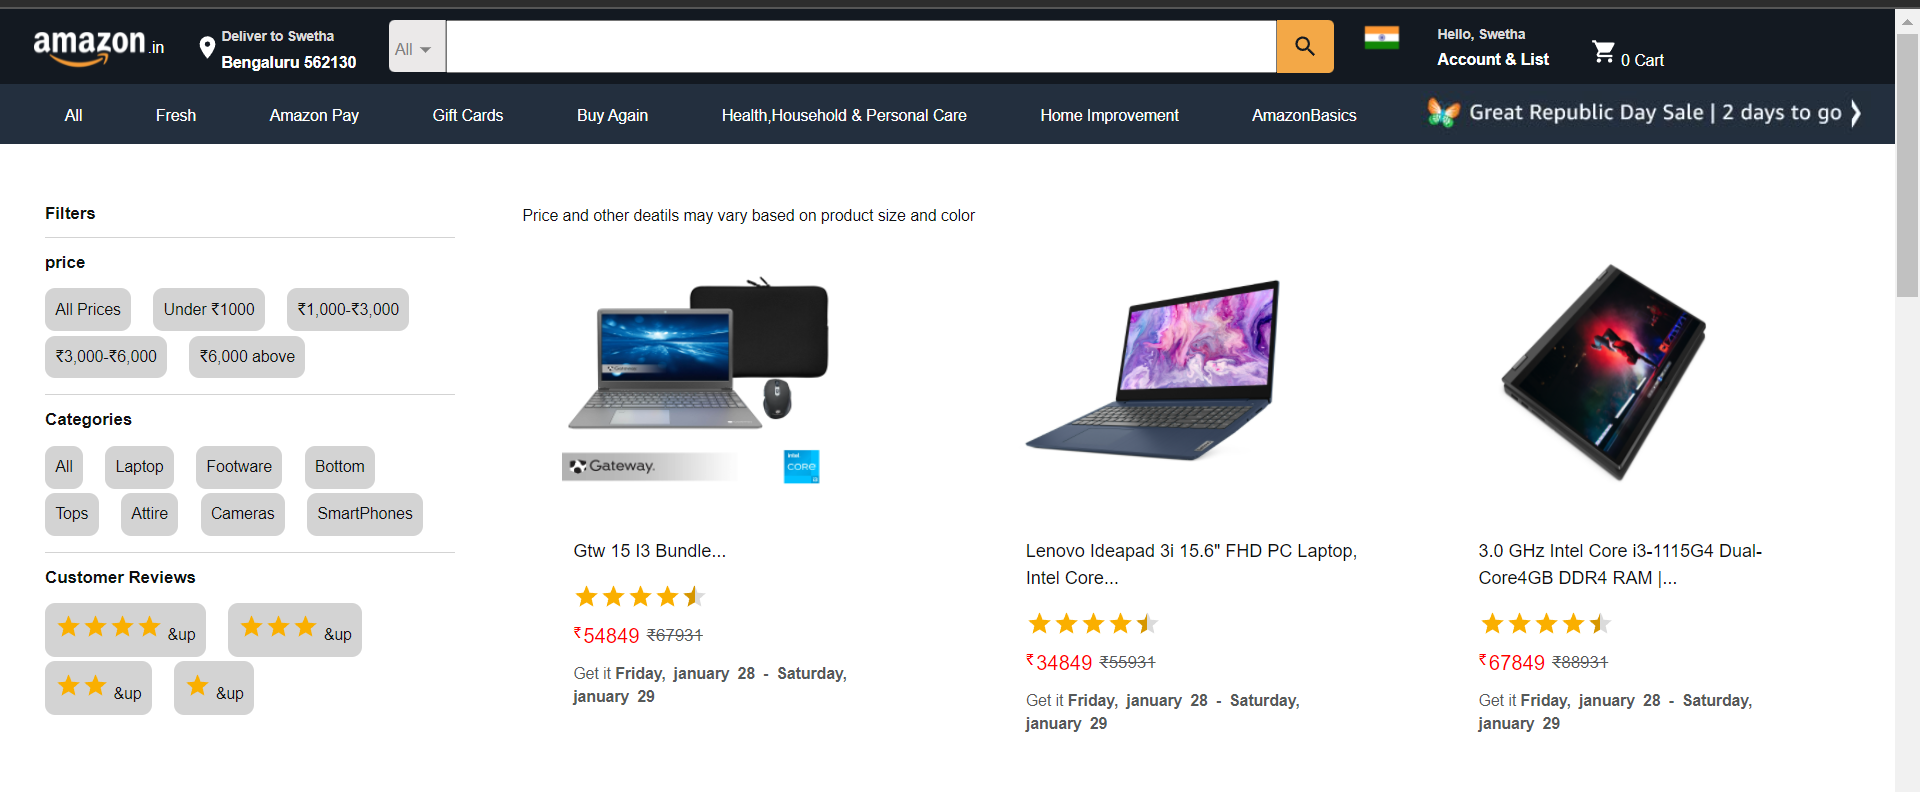 amazon.in
Deliver to Swetha
Bengaluru 562130
All
Hello, Swetha
Account & List
0 Cart
All Fresh Amazon Pay Gift Cards Buy Again Health,Household & Personal Care Home Improvement AmazonBasics Great Republic Day Sale | 2 days to go
Filters
price
All Prices Under ₹1000 ₹1,000-₹3,000
₹3,000-₹6,000 ₹6,000 above
Categories
All Laptop Footware Bottom
Tops Attire Cameras SmartPhones
Customer Reviews
&up &up
&up &up
Price and other deatils may vary based on product size and color
Gateway
Gateway.
intel
CORE
i3
Gtw 15 I3 Bundle...
₹54849 ₹67931
Get it Friday, january 28 - Saturday,
january 29
Lenovo Ideapad 3i 15.6" FHD PC Laptop,
Intel Core...
₹34849 ₹55931
Get it Friday, january 28 - Saturday,
january 29
3.0 GHz Intel Core i3-1115G4 Dual-
Core4GB DDR4 RAM |...
₹67849 ₹88931
Get it Friday, january 28 - Saturday,
january 29